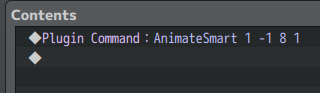 Contents
◆Plugin Command：AnimateSmart 1 -1 8 1
◆